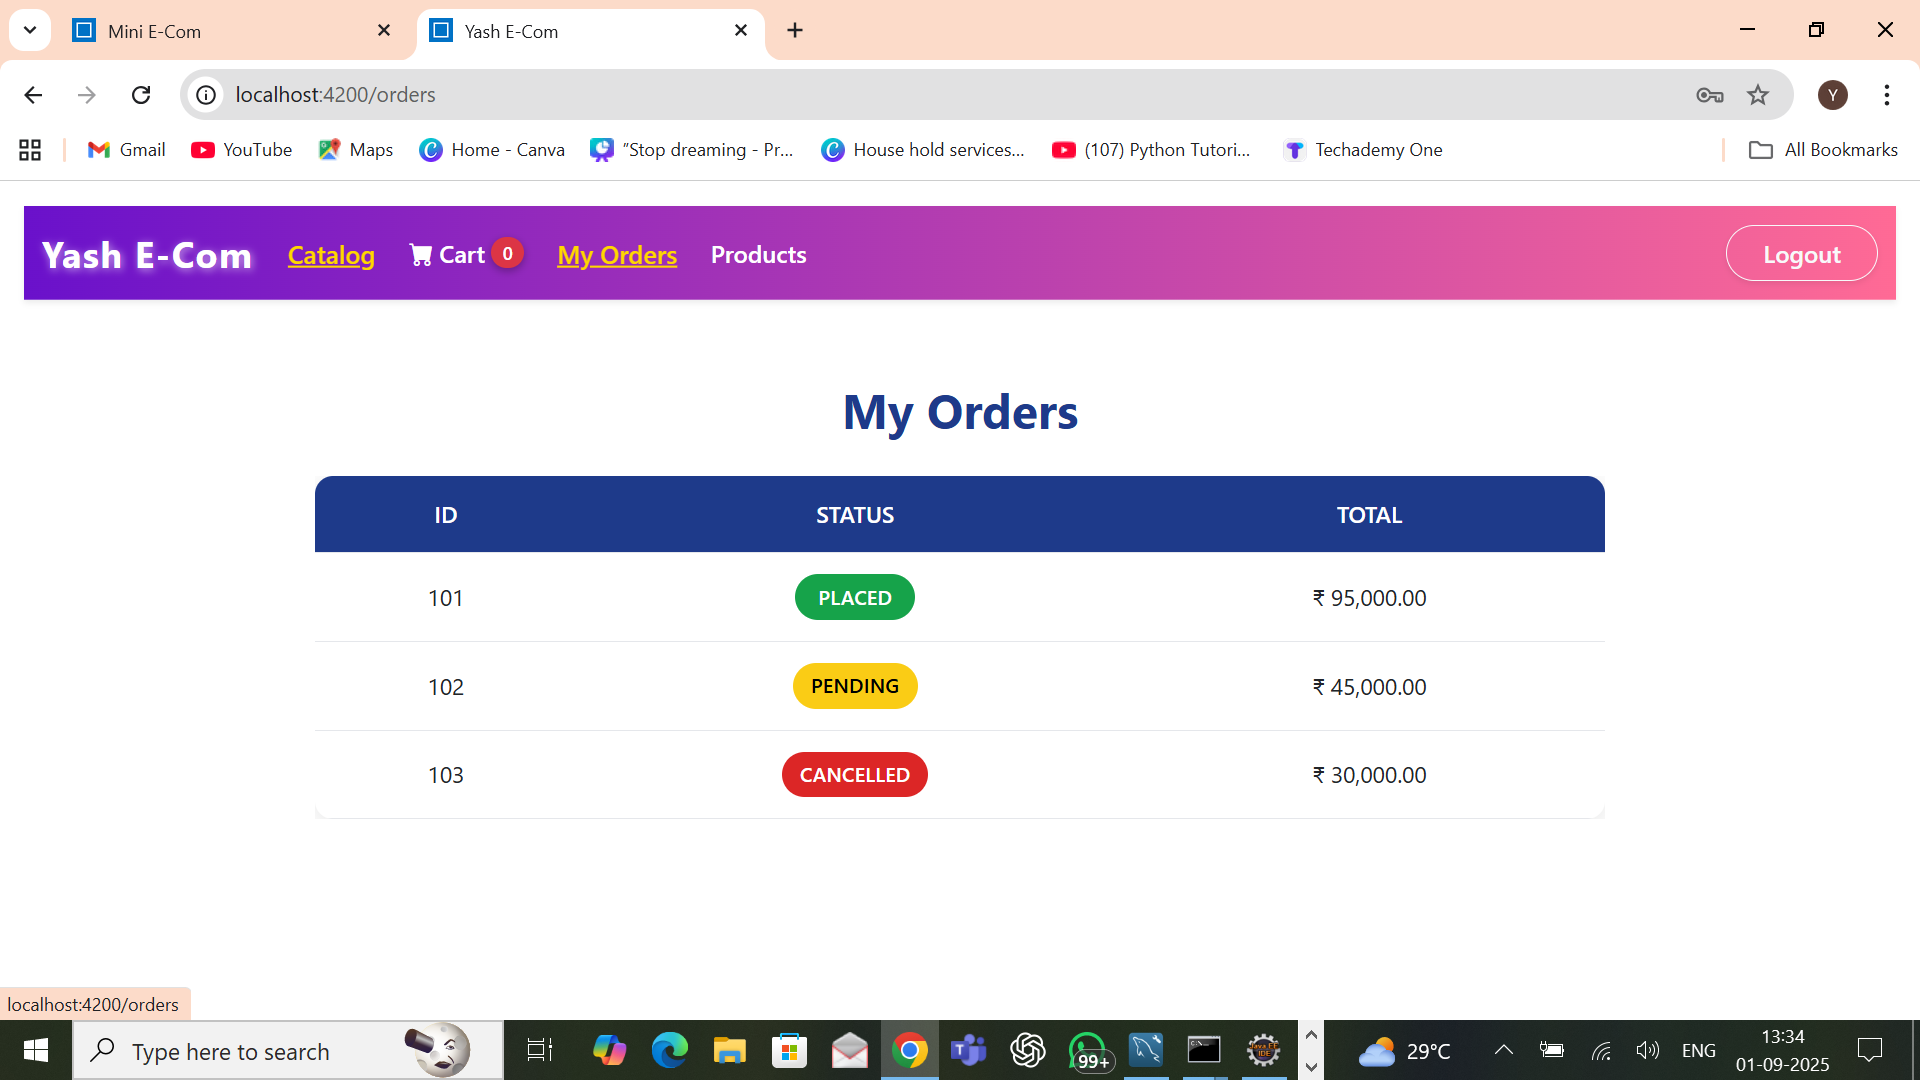 Mini E-Com
Yash E-Com
localhost:4200/orders
Y
Gmail
YouTube
Maps
Home - Canva
"Stop dreaming - Pr...
House hold services...
(107) Python Tutori...
Techademy One
All Bookmarks
Yash E-Com
Catalog
Cart 0
My Orders
Products
Logout
My Orders
ID STATUS TOTAL
101 PLACED ₹ 95,000.00
102 PENDING ₹ 45,000.00
103 CANCELLED ₹ 30,000.00
localhost:4200/orders
Type here to search
99+
29°C
ENG
13:34
01-09-2025